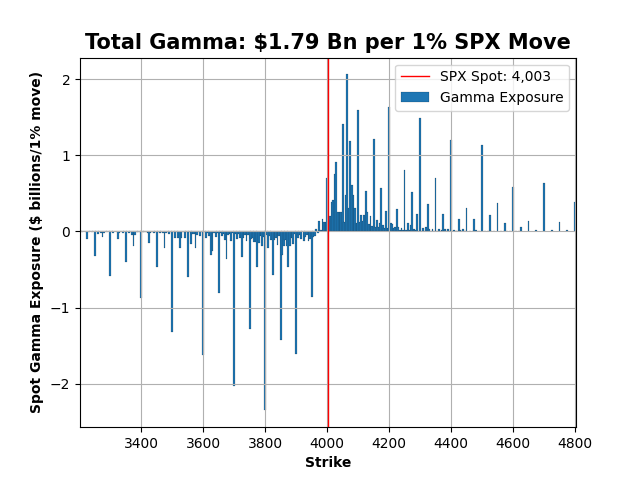 Total Gamma: $1.79 Bn per 1% SPX Move
SPX Spot: 4,003
Gamma Exposure
Spot Gamma Exposure ($ billions/1% move)
2
1
0
−1
−2
3400 3600 3800 4000 4200 4400 4600 4800
Strike